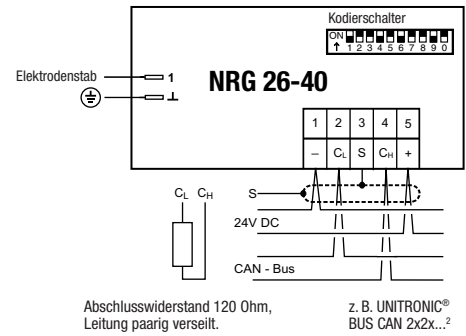 Kodierschalter
ON
↑ 1 2 3 4 5 6 7 8 9 0
Elektrodenstab 1
⊥
NRG 26-40
1 2 3 4 5
– CL S CH +
CL CH
S
24V DC
CAN - Bus
Abschlusswiderstand 120 Ohm,
Leitung paarig verseilt.
z. B. UNITRONIC®
BUS CAN 2x2x...²